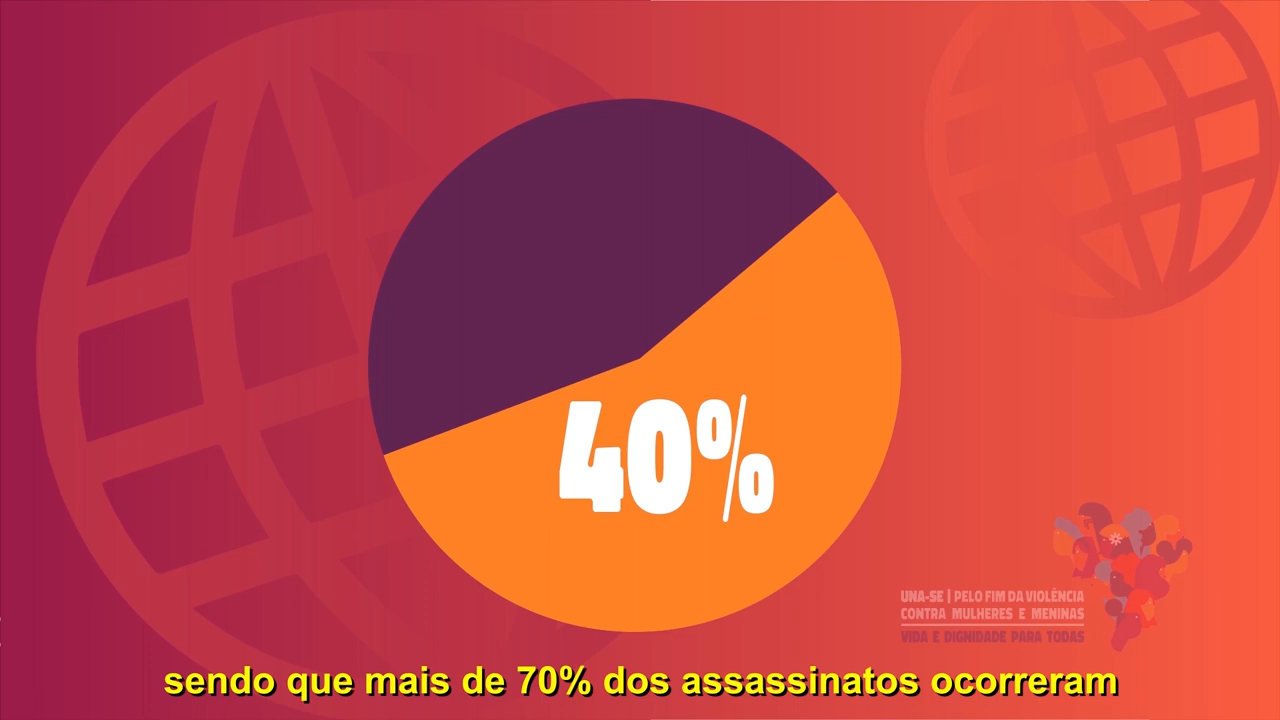 40%
UNA-SE | PELO FIM DA VIOLÊNCIA
CONTRA MULHERES E MENINAS
VIDA E DIGNIDADE PARA TODAS
sendo que mais de 70% dos assassinatos ocorreram